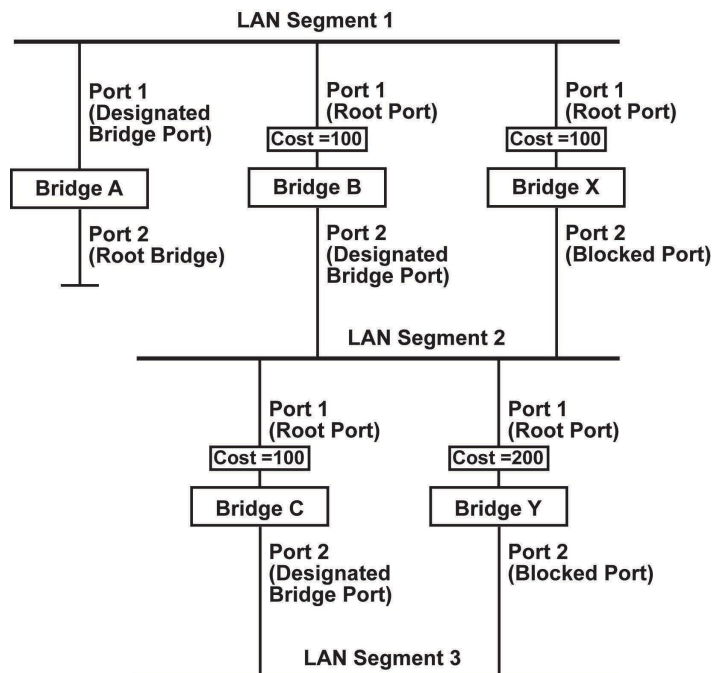 LAN Segment 1
Port 1
(Designated
Bridge Port)
Port 1
(Root Port)
Cost =100
Port 1
(Root Port)
Cost =100
Bridge A
Bridge B
Bridge X
Port 2
(Root Bridge)
Port 2
(Designated
Bridge Port)
Port 2
(Blocked Port)
LAN Segment 2
Port 1
(Root Port)
Cost =100
Port 1
(Root Port)
Cost =200
Bridge C
Bridge Y
Port 2
(Designated
Bridge Port)
Port 2
(Blocked Port)
LAN Segment 3